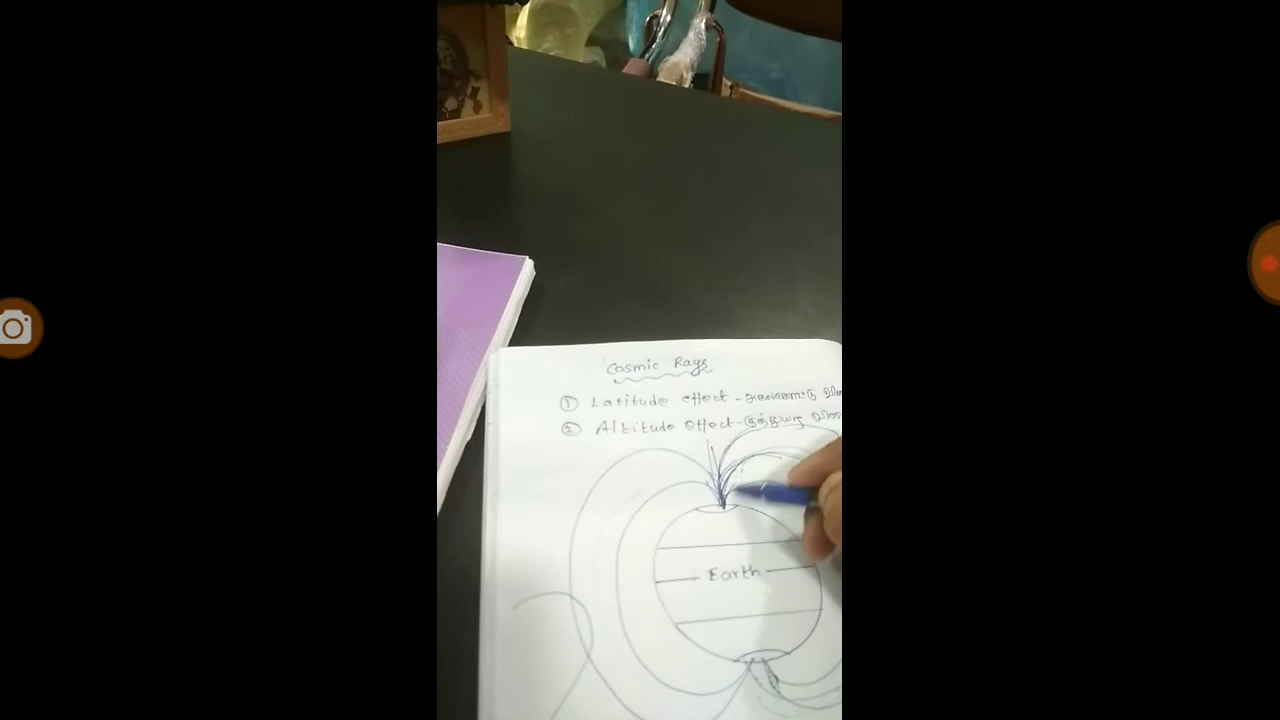 Cosmic Rays
① Latitude effect -
② Altitude effect -
Earth